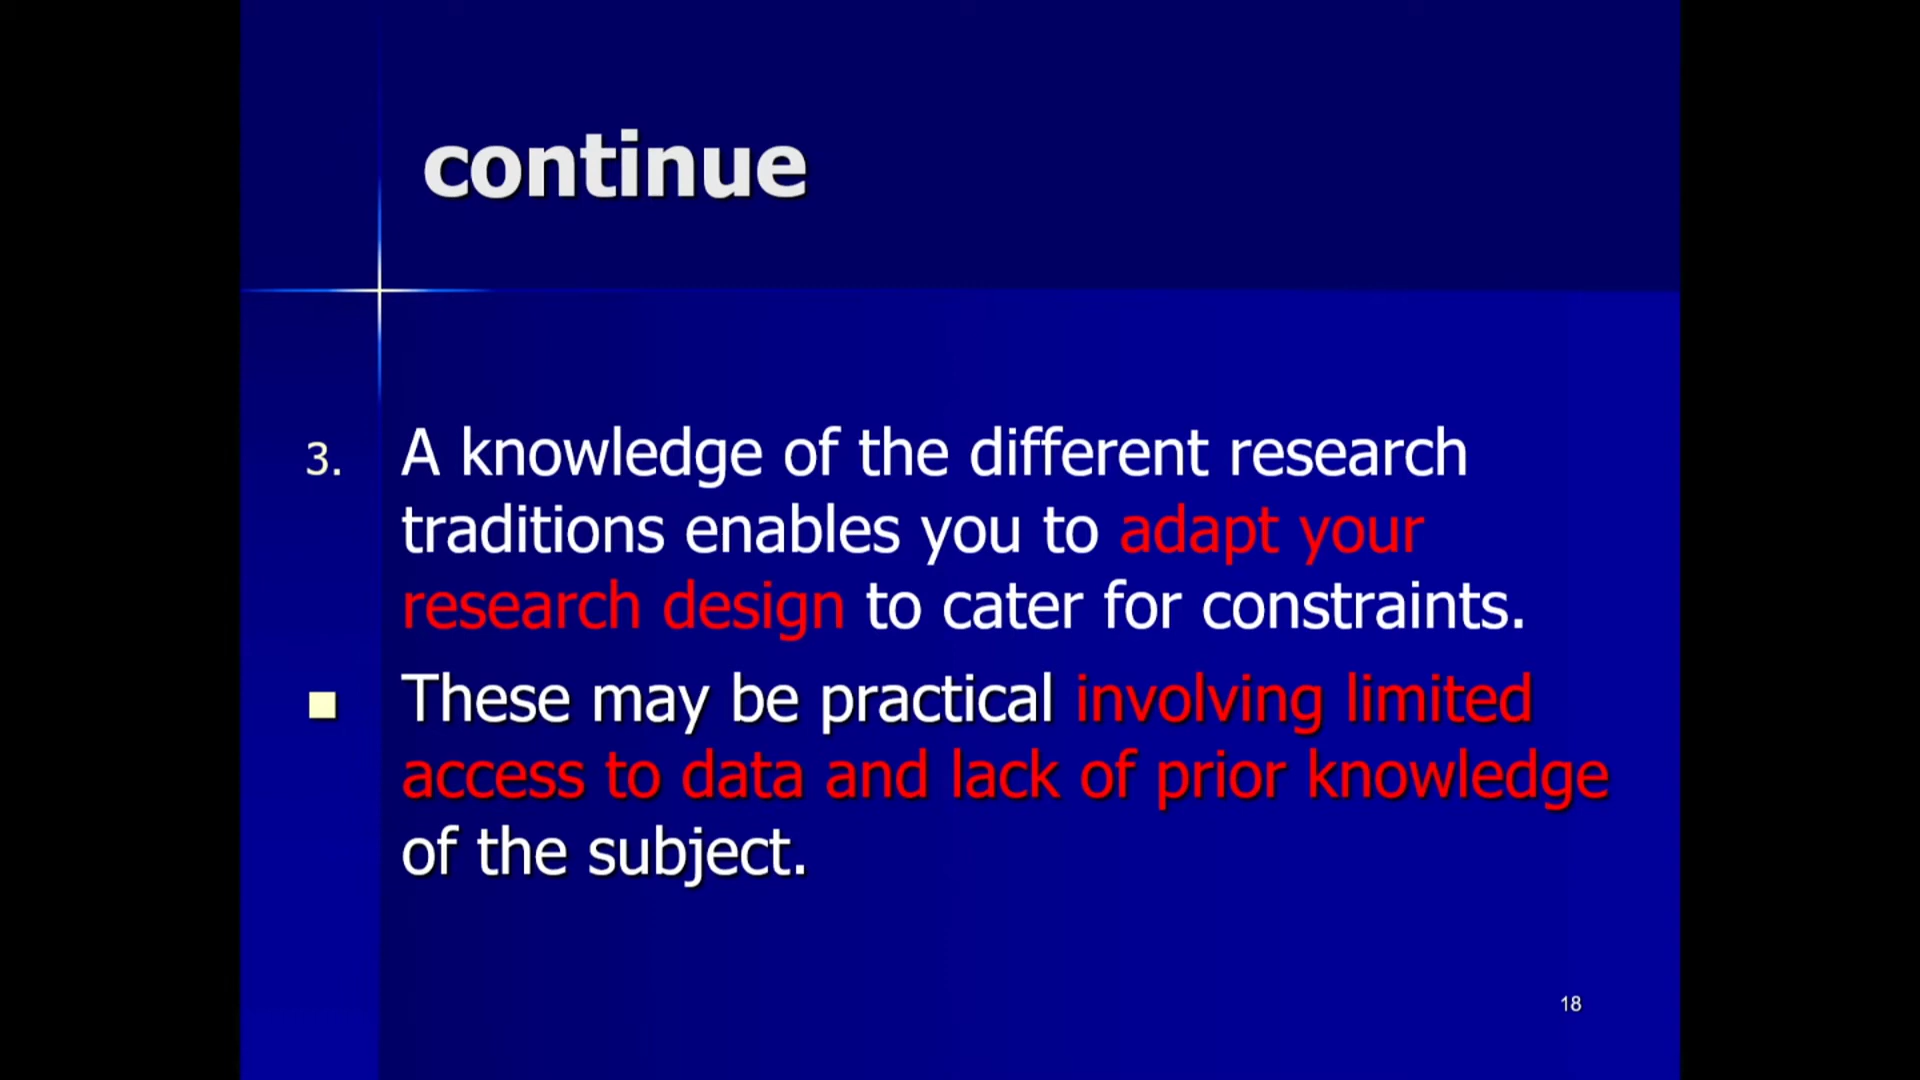 continue
3. A knowledge of the different research
traditions enables you to adapt your
research design to cater for constraints.
These may be practical involving limited
access to data and lack of prior knowledge
of the subject.
18